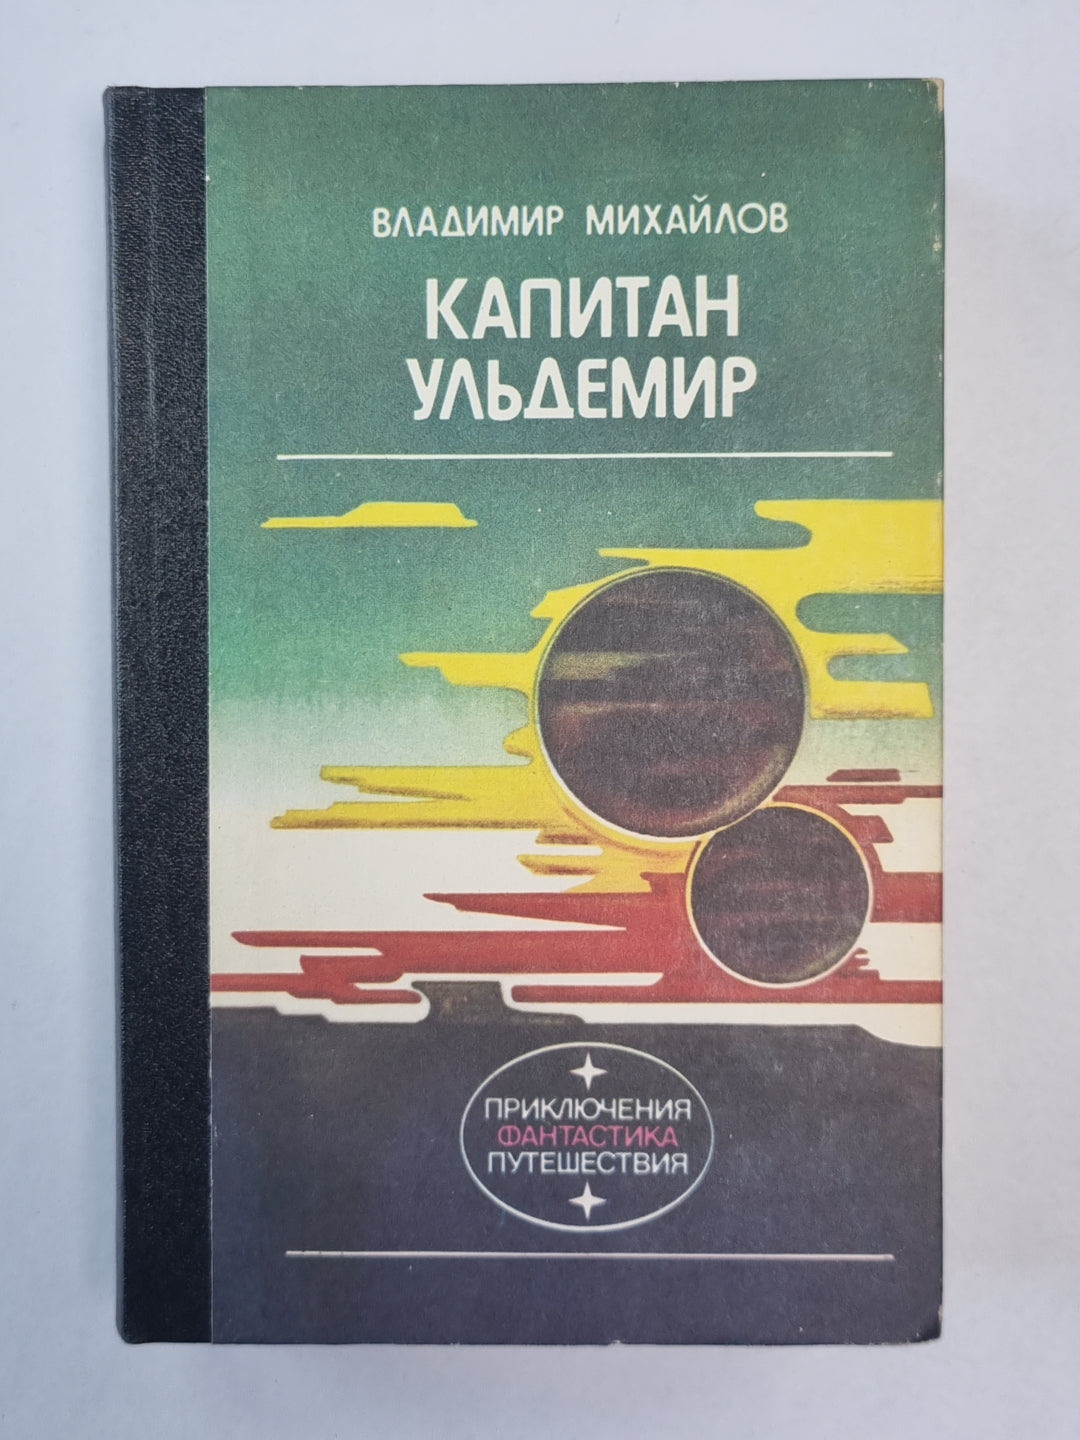 ВЛАДИМИР МИХАЙЛОВ
КАПИТАН
УЛЬДЕМИР
ПРИКЛЮЧЕНИЯ
ФАНТАСТИКА
ПУТЕШЕСТВИЯ